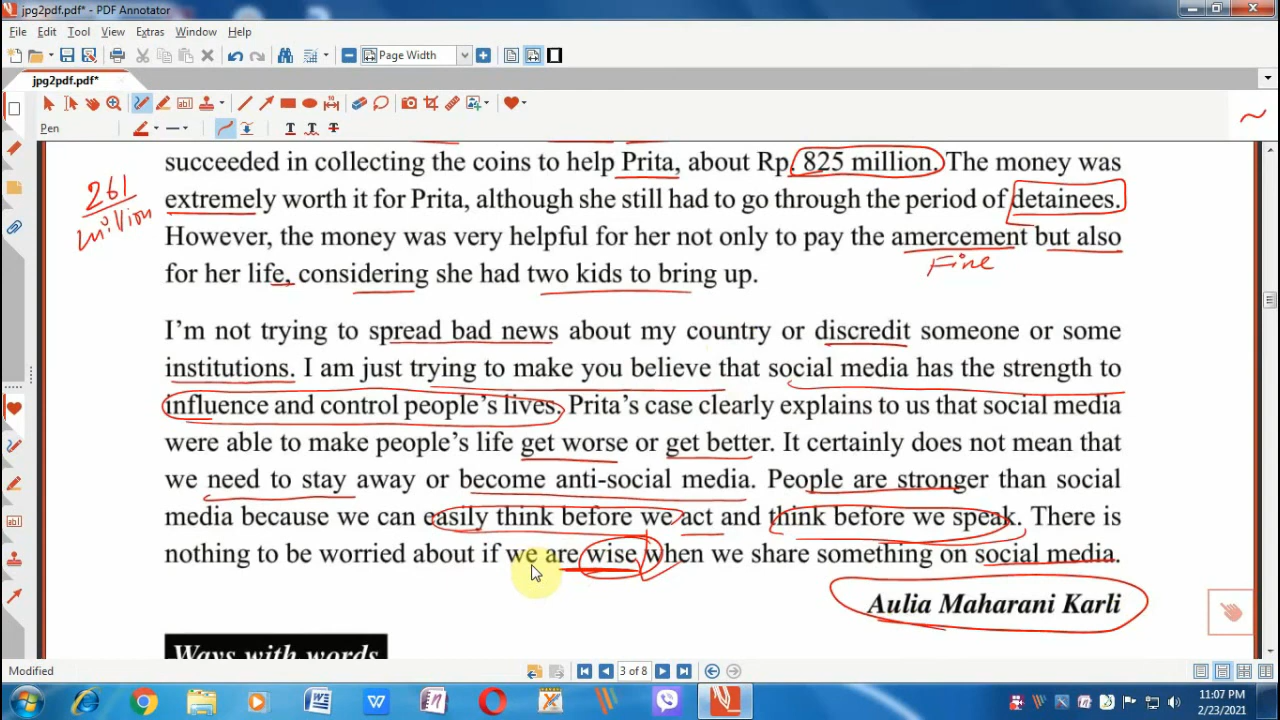 jpg2pdf.pdf* - PDF Annotator
File Edit Tool View Extras Window Help
Page Width
jpg2pdf.pdf*
Pen
succeeded in collecting the coins to help Prita, about Rp. 825 million. The money was
261
million
extremely worth it for Prita, although she still had to go through the period of detainees.
However, the money was very helpful for her not only to pay the amercement but also
Fine
for her life, considering she had two kids to bring up.
I'm not trying to spread bad news about my country or discredit someone or some
institutions. I am just trying to make you believe that social media has the strength to
influence and control people's lives. Prita's case clearly explains to us that social media
were able to make people's life get worse or get better. It certainly does not mean that
we need to stay away or become anti-social media. People are stronger than social
media because we can easily think before we act and think before we speak. There is
nothing to be worried about if we are wise when we share something on social media.
Aulia Maharani Karli
Ways with words
Modified
3 of 8
11:07 PM
2/23/2021